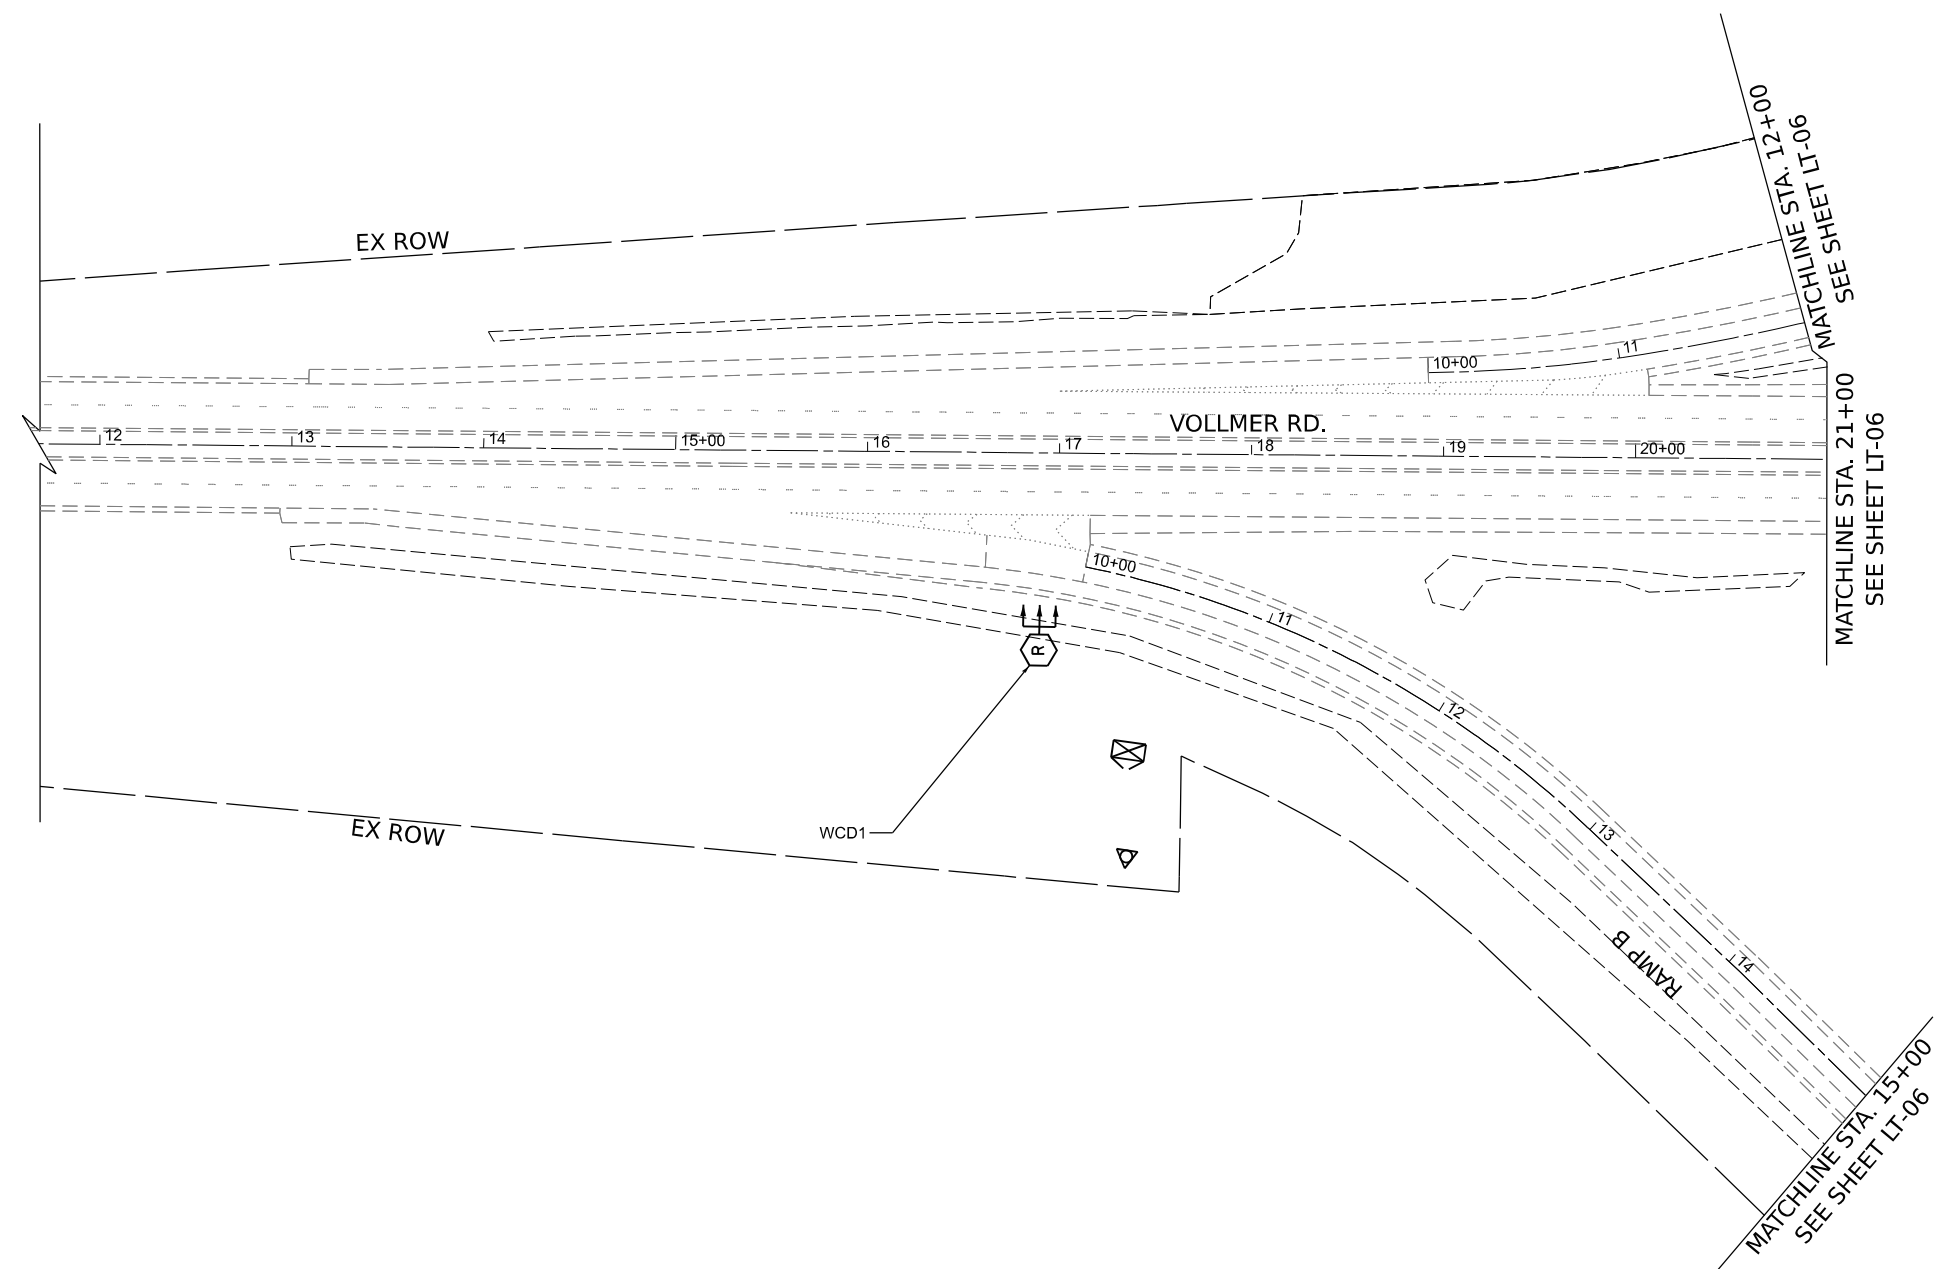 MATCHLINE STA. 12+00
SEE SHEET LT-06
EX ROW
10+00
11
VOLLMER RD.
12
13
14
15+00
16
17
18
19
20+00
MATCHLINE STA. 21+00
SEE SHEET LT-06
10+00
11
12
13
14
R
WCD1
EX ROW
RAMP B
MATCHLINE STA. 15+00
SEE SHEET LT-06